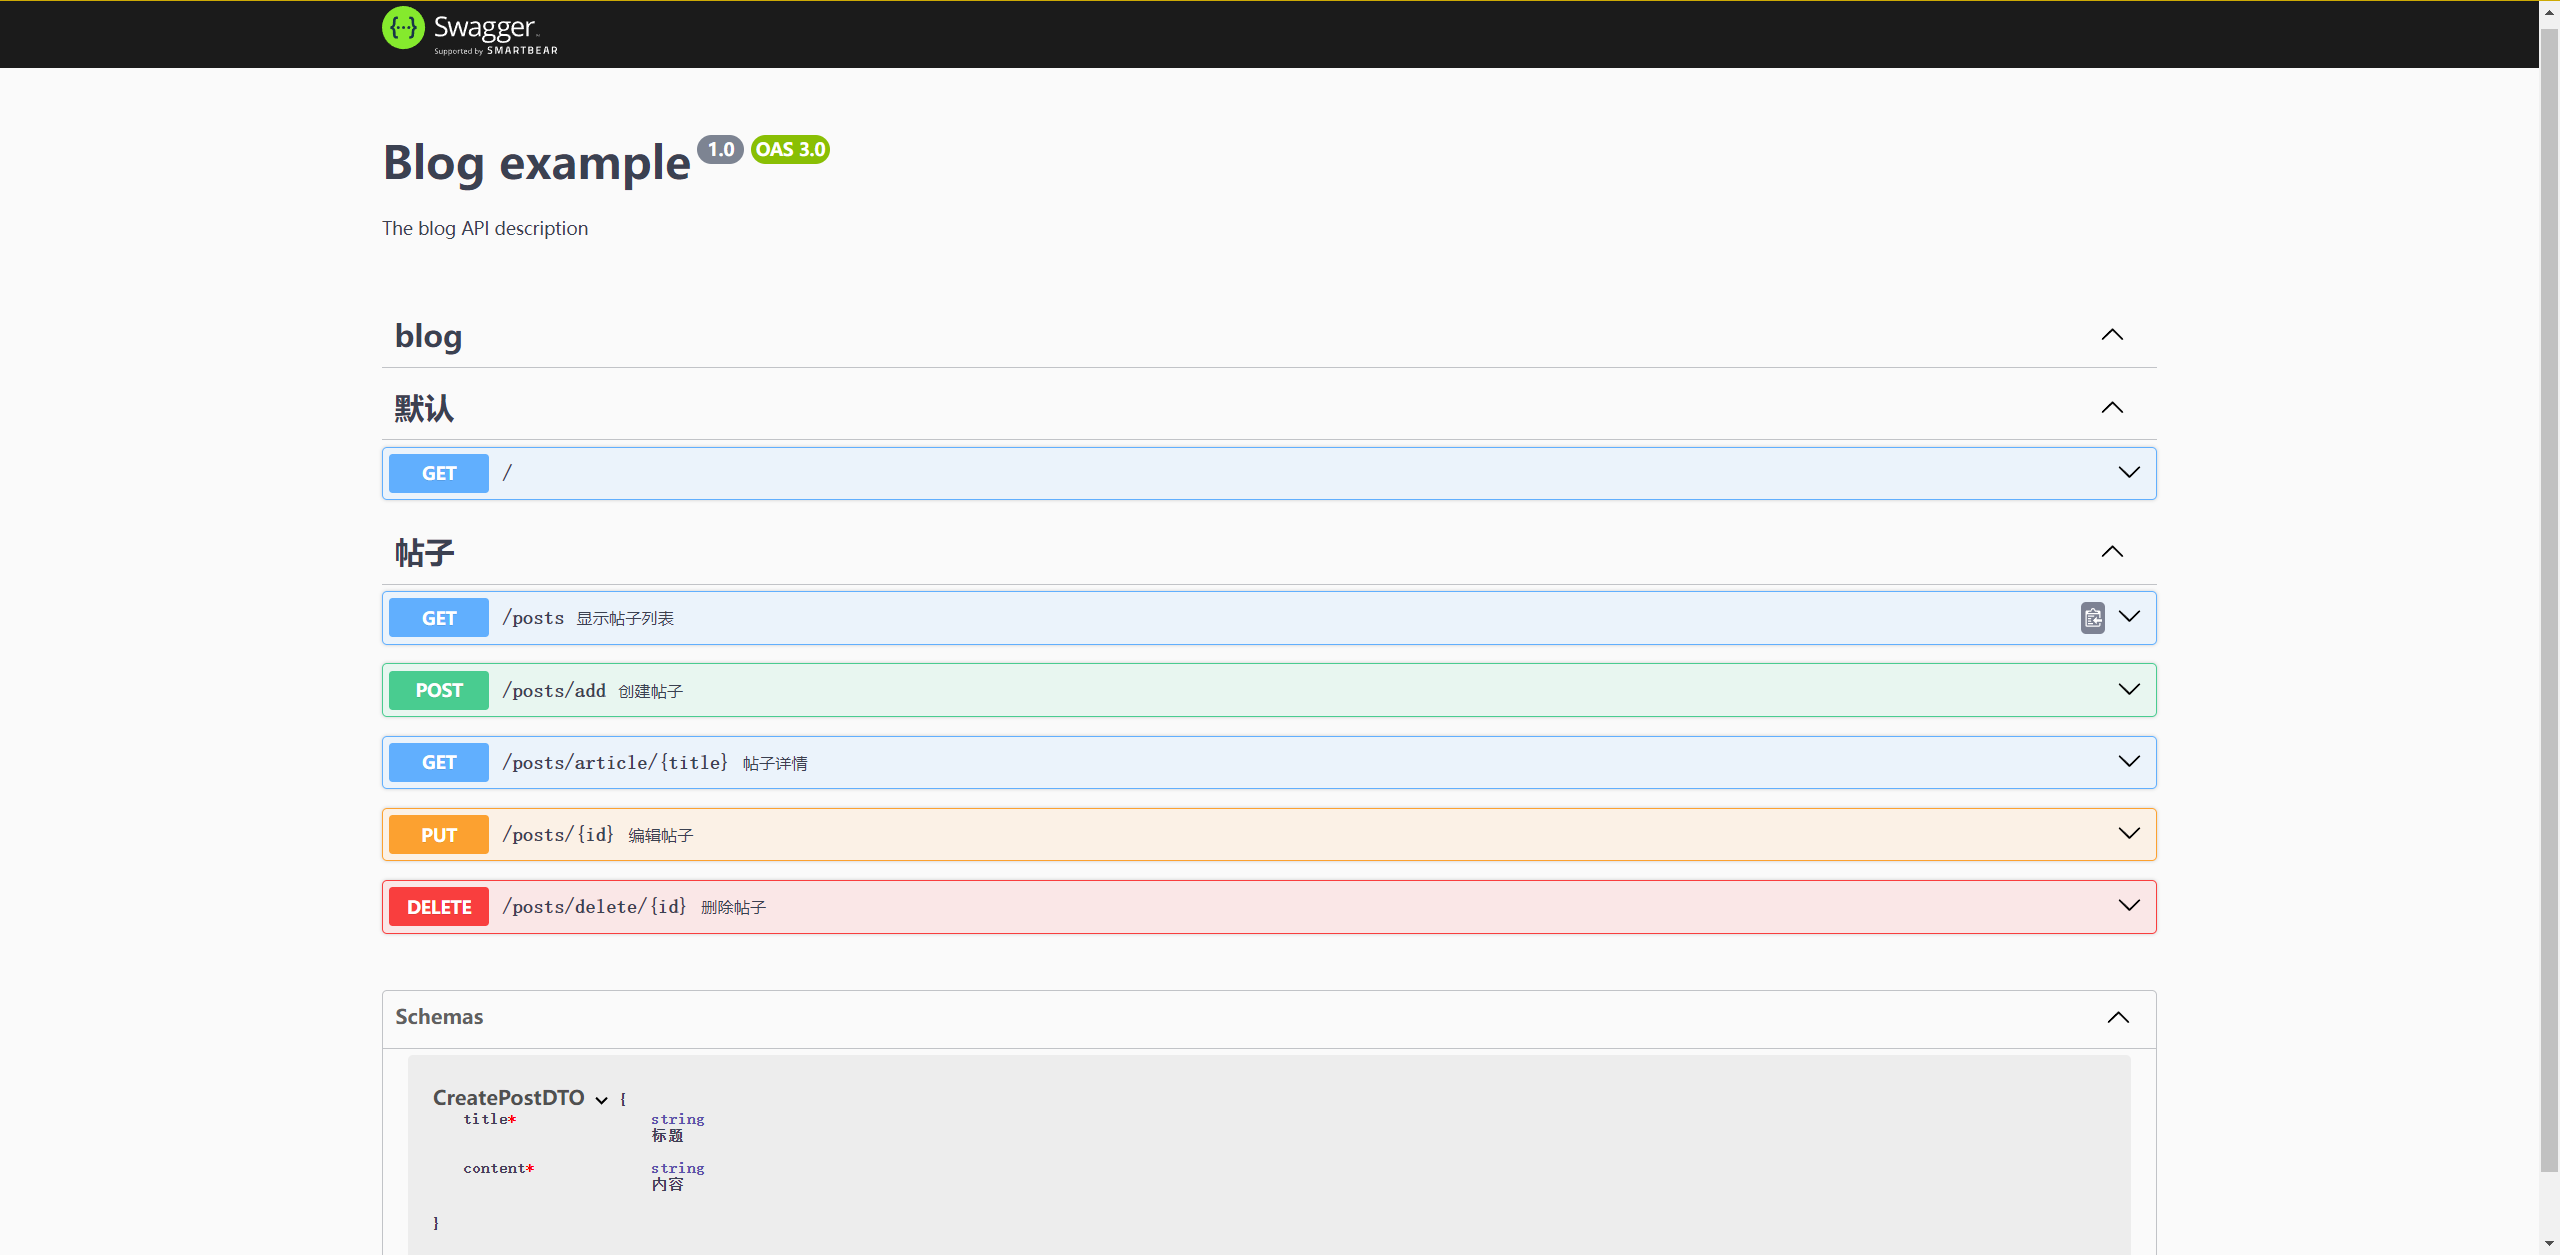 Swagger
Supported by SMARTBEAR
Blog example 1.0 OAS 3.0
The blog API description
blog
默认
GET /
帖子
GET /posts 显示帖子列表
POST /posts/add 创建帖子
GET /posts/article/{title} 帖子详情
PUT /posts/{id} 编辑帖子
DELETE /posts/delete/{id} 删除帖子
Schemas
CreatePostDTO {
title* string
标题
content* string
内容
}